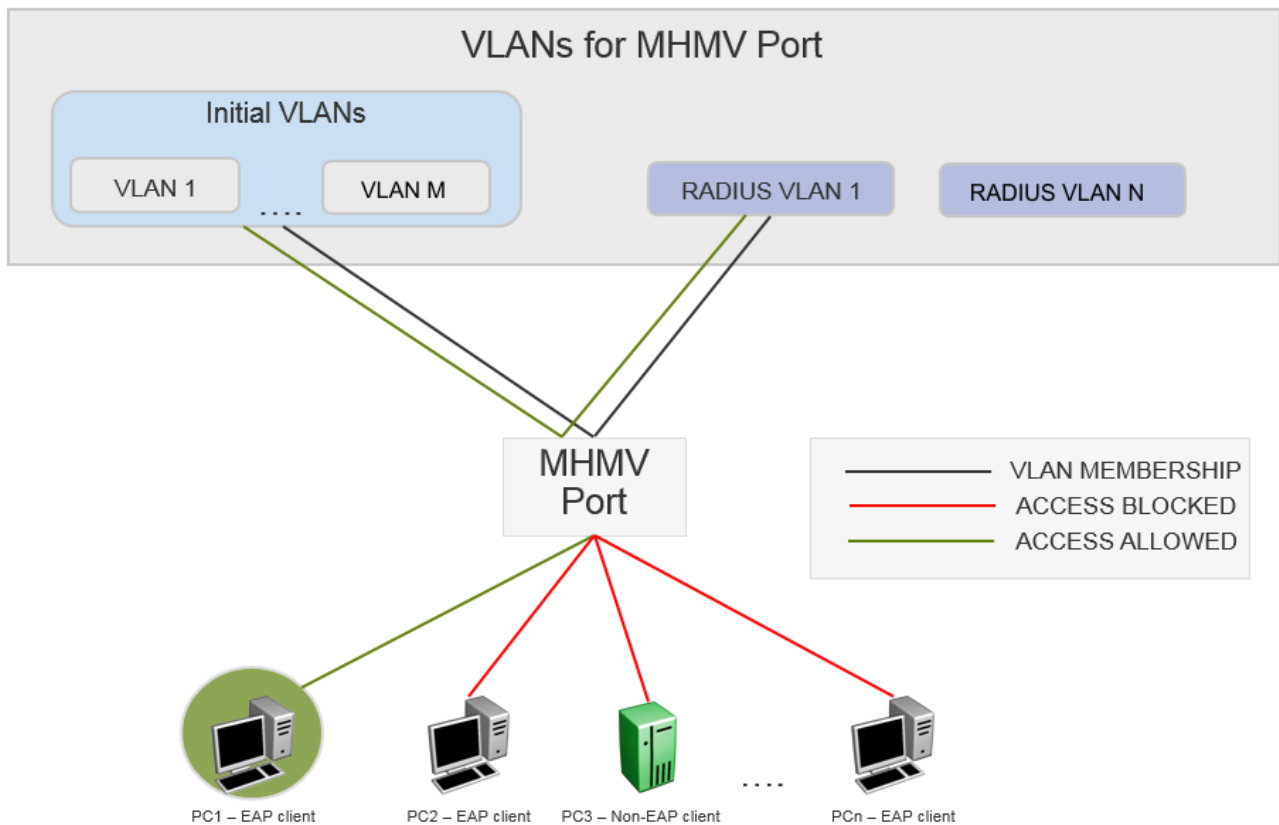 VLANs for MHMV Port
Initial VLANs
VLAN 1
....
VLAN M
RADIUS VLAN 1
RADIUS VLAN N
MHMV
Port
VLAN MEMBERSHIP
ACCESS BLOCKED
ACCESS ALLOWED
....
PC1 – EAP client
PC2 – EAP client
PC3 – Non-EAP client
PCn – EAP client